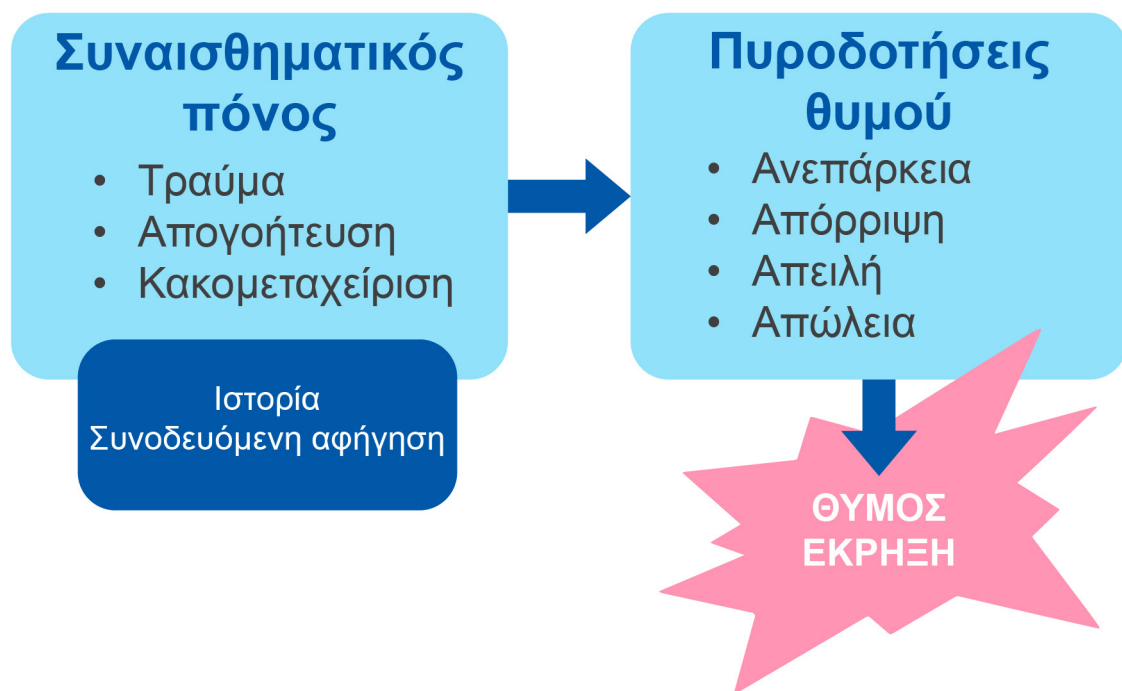 Συναισθηματικός
πόνος
• Τραύμα
• Απογοήτευση
• Κακομεταχείριση
Ιστορία
Συνοδευόμενη αφήγηση
Πυροδοτήσεις
θυμού
• Ανεπάρκεια
• Απόρριψη
• Απειλή
• Απώλεια
ΘΥΜΟΣ
ΕΚΡΗΞΗ